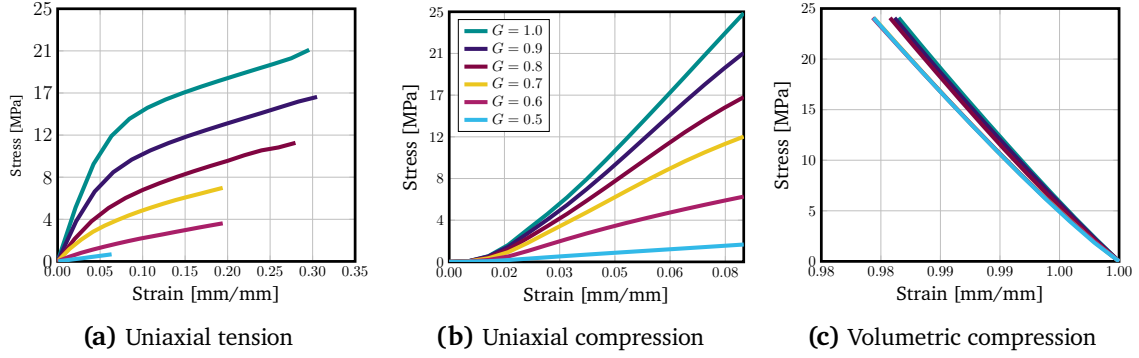 25
21
17
12
8
4
0
0.00 0.05 0.10 0.15 0.20 0.25 0.30 0.35
Stress [MPa]
Strain [mm/mm]
(a) Uniaxial tension
25
21
17
12
8
4
0
0.00 0.02 0.03 0.05 0.06 0.08
Stress [MPa]
Strain [mm/mm]
G = 1.0
G = 0.9
G = 0.8
G = 0.7
G = 0.6
G = 0.5
(b) Uniaxial compression
25
20
15
10
5
0
0.98 0.98 0.99 0.99 1.00 1.00
Stress [MPa]
Strain [mm/mm]
(c) Volumetric compression